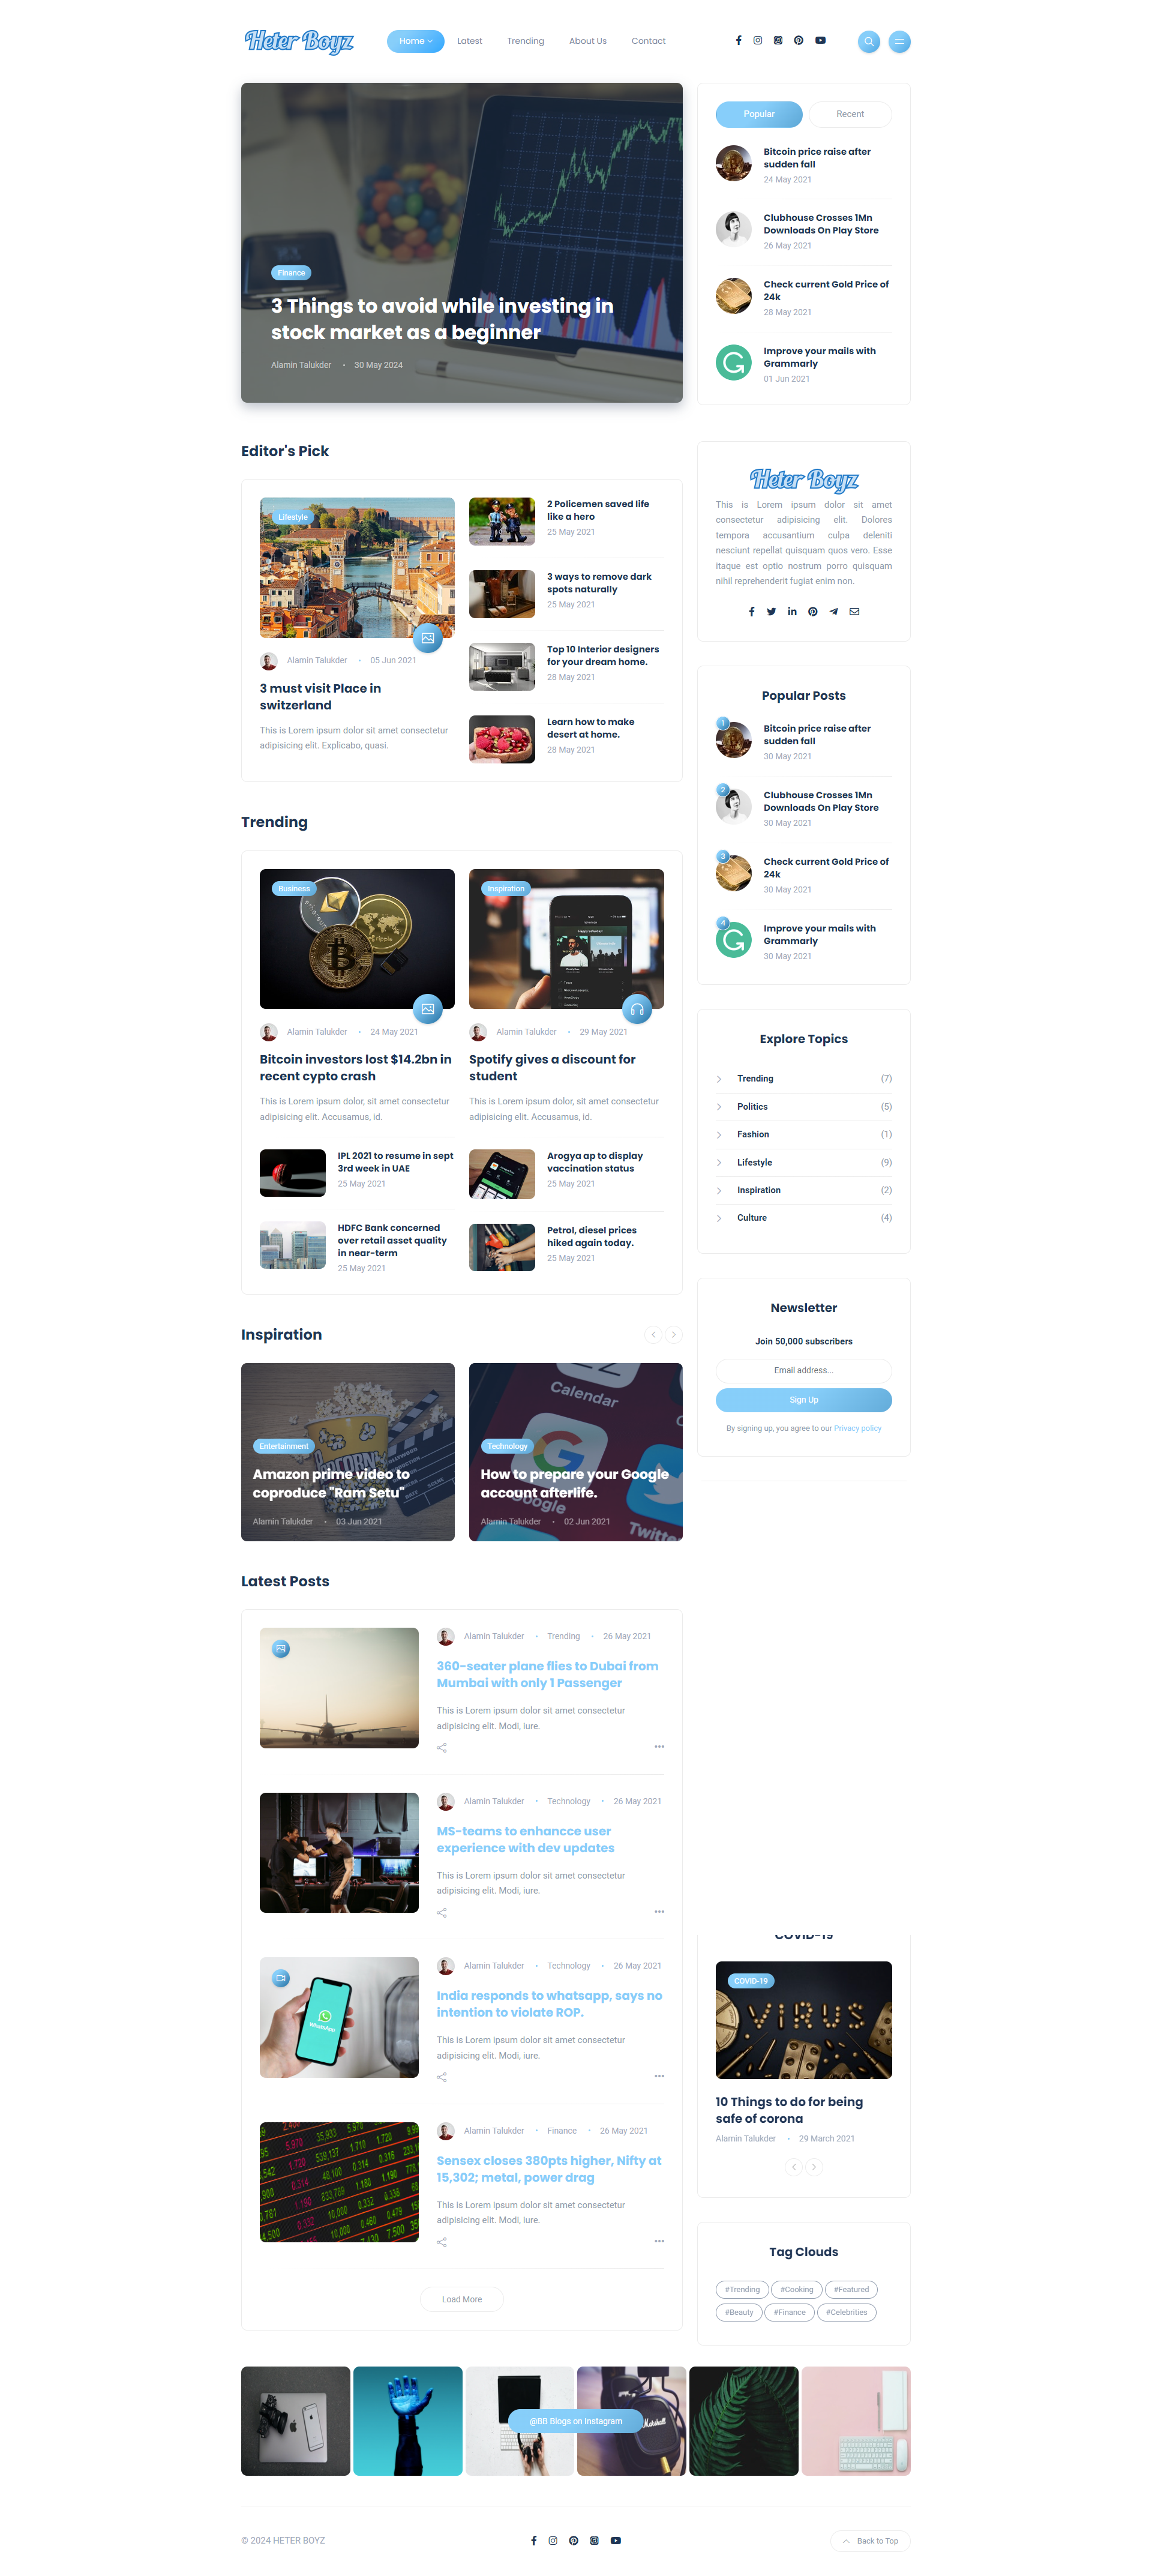 Heter Boyz
Home
Latest
Trending
About Us
Contact
Finance
3 Things to avoid while investing in
stock market as a beginner
Alamin Talukder • 30 May 2024
Popular
Recent
Bitcoin price raise after
sudden fall
24 May 2021
Clubhouse Crosses 1Mn
Downloads On Play Store
26 May 2021
Check current Gold Price of
24k
28 May 2021
Improve your mails with
Grammarly
01 Jun 2021
Editor's Pick
Lifestyle
Alamin Talukder • 05 Jun 2021
3 must visit Place in
switzerland
This is Lorem ipsum dolor sit amet consectetur
adipisicing elit. Explicabo, quasi.
2 Policemen saved life
like a hero
25 May 2021
3 ways to remove dark
spots naturally
25 May 2021
Top 10 Interior designers
for your dream home.
28 May 2021
Learn how to make
desert at home.
28 May 2021
Heter Boyz
This is Lorem ipsum dolor sit amet
consectetur adipisicing elit. Dolores
tempora accusantium culpa deleniti
nesciunt repellat quisquam quos vero. Esse
itaque est optio nostrum porro quisquam
nihil reprehenderit fugiat enim non.
Popular Posts
1
Bitcoin price raise after
sudden fall
30 May 2021
2
Clubhouse Crosses 1Mn
Downloads On Play Store
30 May 2021
3
Check current Gold Price of
24k
30 May 2021
4
Improve your mails with
Grammarly
30 May 2021
Trending
Business
Alamin Talukder • 24 May 2021
Bitcoin investors lost $14.2bn in
recent cypto crash
This is Lorem ipsum dolor, sit amet consectetur
adipisicing elit. Accusamus, id.
IPL 2021 to resume in sept
3rd week in UAE
25 May 2021
HDFC Bank concerned
over retail asset quality
in near-term
25 May 2021
Inspiration
Alamin Talukder • 29 May 2021
Spotify gives a discount for
student
This is Lorem ipsum dolor, sit amet consectetur
adipisicing elit. Accusamus, id.
Arogya ap to display
vaccination status
25 May 2021
Petrol, diesel prices
hiked again today.
25 May 2021
Explore Topics
Trending (7)
Politics (5)
Fashion (1)
Lifestyle (9)
Inspiration (2)
Culture (4)
Newsletter
Join 50,000 subscribers
Email address...
Sign Up
By signing up, you agree to our Privacy policy
Inspiration
Entertainment
Amazon prime video to
coproduce "Ram Setu"
Alamin Talukder • 03 Jun 2021
Calendar
Google
Twitter
Technology
How to prepare your Google
account afterlife.
Alamin Talukder • 02 Jun 2021
Latest Posts
Alamin Talukder • Trending • 26 May 2021
360-seater plane flies to Dubai from
Mumbai with only 1 Passenger
This is Lorem ipsum dolor sit amet consectetur
adipisicing elit. Modi, iure.
Alamin Talukder • Technology • 26 May 2021
MS-teams to enhancce user
experience with dev updates
This is Lorem ipsum dolor sit amet consectetur
adipisicing elit. Modi, iure.
WhatsApp
Alamin Talukder • Technology • 26 May 2021
India responds to whatsapp, says no
intention to violate ROP.
This is Lorem ipsum dolor sit amet consectetur
adipisicing elit. Modi, iure.
Alamin Talukder • Finance • 26 May 2021
Sensex closes 380pts higher, Nifty at
15,302; metal, power drag
This is Lorem ipsum dolor sit amet consectetur
adipisicing elit. Modi, iure.
Load More
COVID-19
COVID-19
VIRUS
10 Things to do for being
safe of corona
Alamin Talukder • 29 March 2021
Tag Clouds
#Trending
#Cooking
#Featured
#Beauty
#Finance
#Celebrities
@BB Blogs on Instagram
Marshall
© 2024 HETER BOYZ
Back to Top